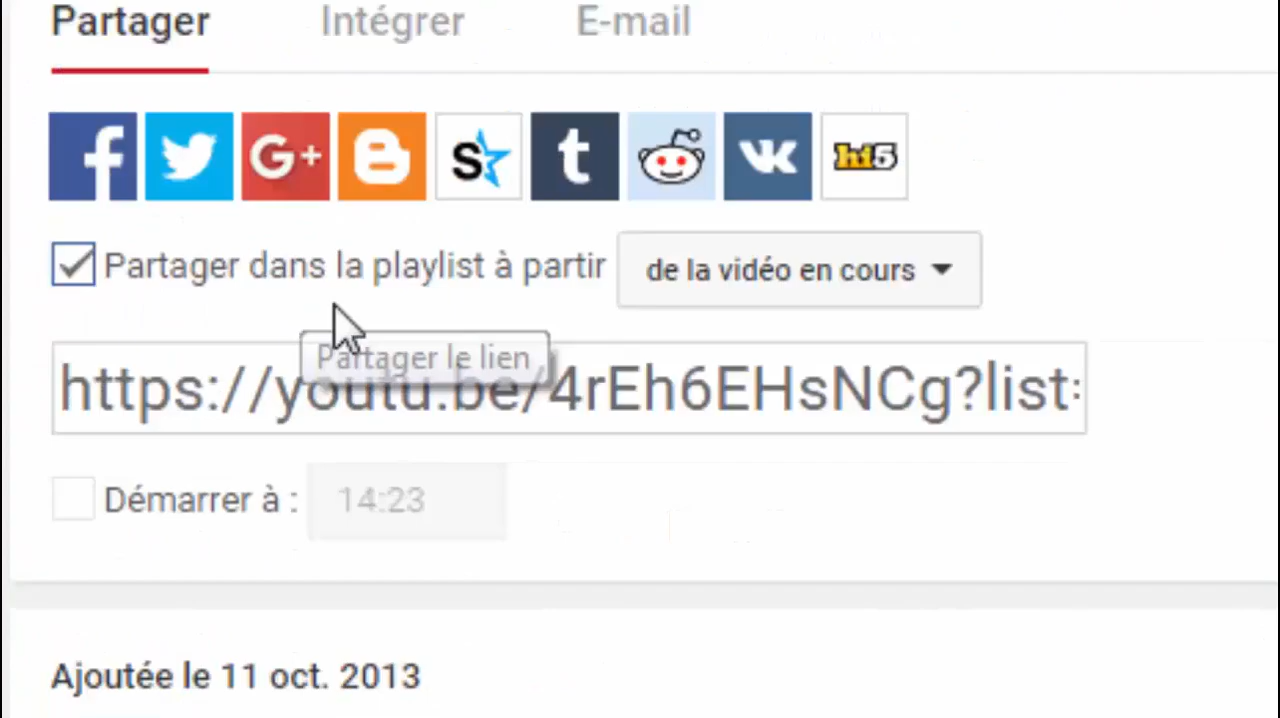 Partager Intégrer E-mail
f G+ B S t VK hi5
Partager dans la playlist à partir de la vidéo en cours
Partager le lien
https://youtu.be/4rEh6EHsNCg?list=
Démarrer à : 14:23
Ajoutée le 11 oct. 2013